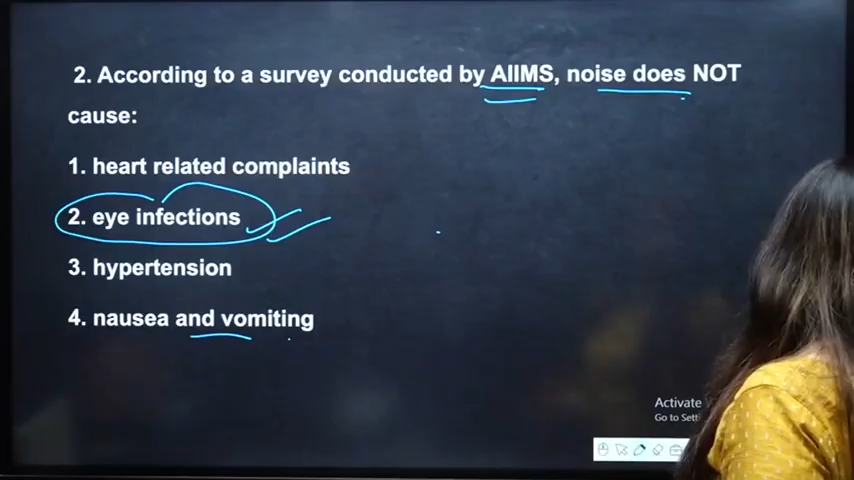 2. According to a survey conducted by AIIMS, noise does NOT
cause:
1. heart related complaints
2. eye infections
3. hypertension
4. nausea and vomiting
Activate
Go to Sett